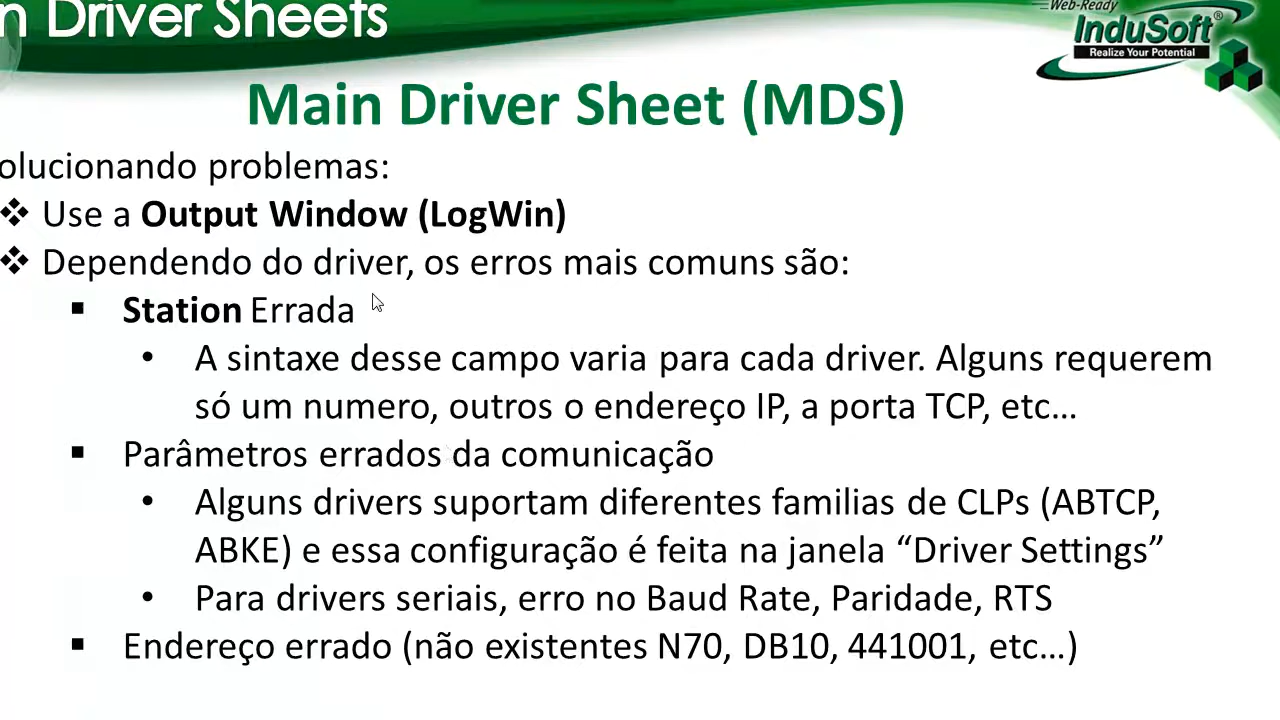 n Driver Sheets
Web-Ready
InduSoft®
Realize Your Potential
Main Driver Sheet (MDS)
olucionando problemas:
❖ Use a Output Window (LogWin)
❖ Dependendo do driver, os erros mais comuns são:
▪ Station Errada
• A sintaxe desse campo varia para cada driver. Alguns requerem
só um numero, outros o endereço IP, a porta TCP, etc…
▪ Parâmetros errados da comunicação
• Alguns drivers suportam diferentes familias de CLPs (ABTCP,
ABKE) e essa configuração é feita na janela “Driver Settings”
• Para drivers seriais, erro no Baud Rate, Paridade, RTS
▪ Endereço errado (não existentes N70, DB10, 441001, etc…)